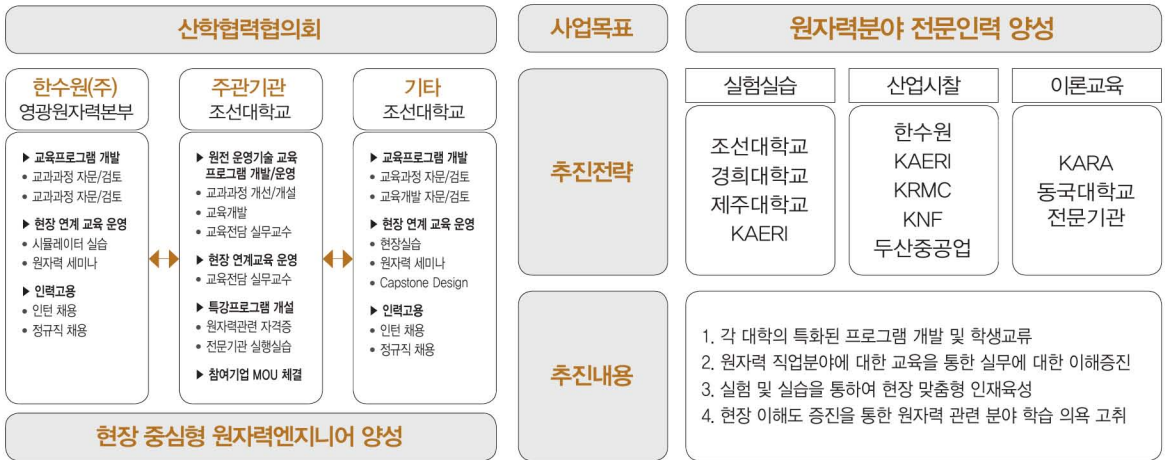 산학협력협의회
한수원(주)
영광원자력본부
▶ 교육프로그램 개발
• 교과과정 자문/검토
• 교과과정 자문/검토
▶ 현장 연계 교육 운영
• 시뮬레이터 실습
• 원자력 세미나
▶ 인력고용
• 인턴 채용
• 정규직 채용
주관기관
조선대학교
▶ 원전 운영기술 교육
프로그램 개발/운영
• 교과과정 개선/개설
• 교육개발
• 교육전담 실무교수
▶ 현장 연계교육 운영
• 교육전담 실무교수
▶ 특강프로그램 개설
• 원자력관련 자격증
• 전문기관 실행실습
▶ 참여기업 MOU 체결
기타
조선대학교
▶ 교육프로그램 개발
• 교육과정 자문/검토
• 교육개발 자문/검토
▶ 현장 연계 교육 운영
• 현장실습
• 원자력 세미나
• Capstone Design
▶ 인력고용
• 인턴 채용
• 정규직 채용
현장 중심형 원자력엔지니어 양성
사업목표
원자력분야 전문인력 양성
추진전략
실험실습
조선대학교
경희대학교
제주대학교
KAERI
산업시찰
한수원
KAERI
KRMC
KNF
두산중공업
이론교육
KARA
동국대학교
전문기관
추진내용
1. 각 대학의 특화된 프로그램 개발 및 학생교류
2. 원자력 직업분야에 대한 교육을 통한 실무에 대한 이해증진
3. 실험 및 실습을 통하여 현장 맞춤형 인재육성
4. 현장 이해도 증진을 통한 원자력 관련 분야 학습 의욕 고취